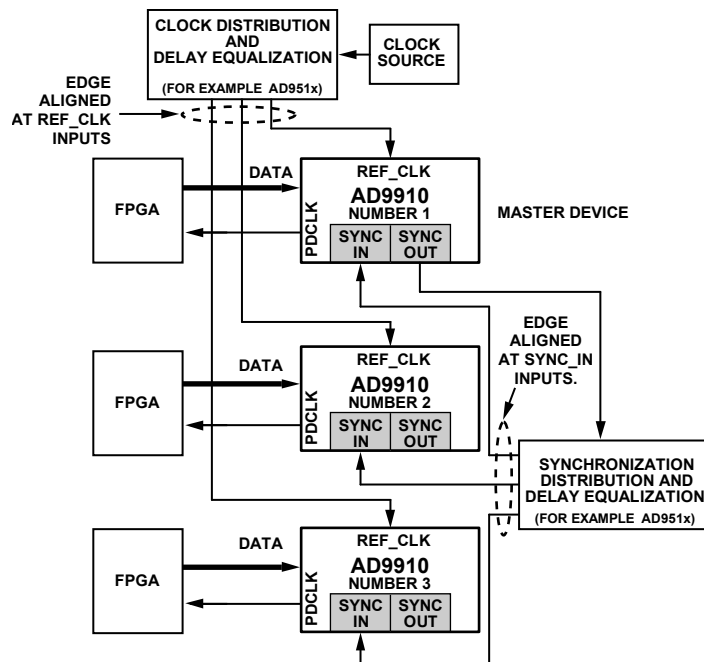 CLOCK DISTRIBUTION
AND
DELAY EQUALIZATION
(FOR EXAMPLE AD951x)
CLOCK
SOURCE
EDGE
ALIGNED
AT REF_CLK
INPUTS
FPGA
DATA
PDCLK
REF_CLK
AD9910
NUMBER 1
SYNC
IN
SYNC
OUT
MASTER DEVICE
EDGE
ALIGNED
AT SYNC_IN
INPUTS.
FPGA
DATA
PDCLK
REF_CLK
AD9910
NUMBER 2
SYNC
IN
SYNC
OUT
SYNCHRONIZATION
DISTRIBUTION AND
DELAY EQUALIZATION
(FOR EXAMPLE AD951x)
FPGA
DATA
PDCLK
REF_CLK
AD9910
NUMBER 3
SYNC
IN
SYNC
OUT